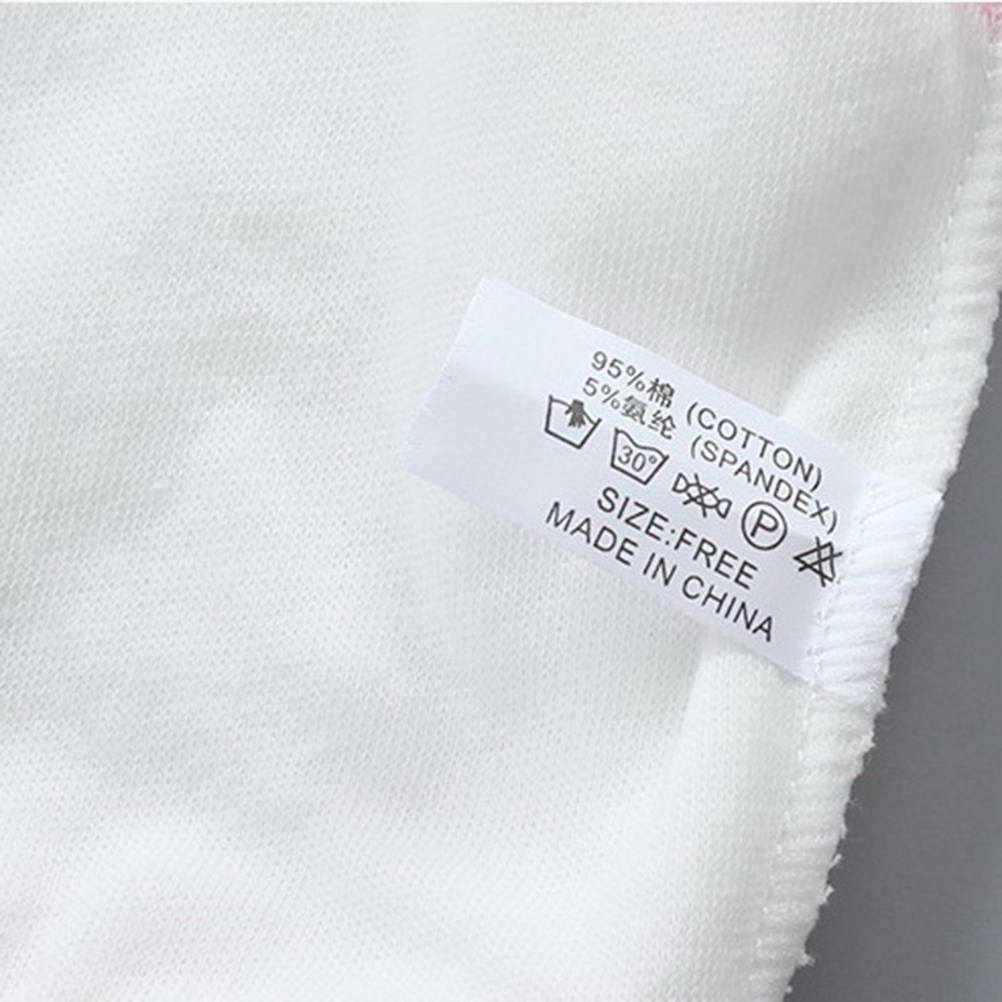 95%棉 (COTTON)
5%氨纶 (SPANDEX)
30° P
SIZE:FREE
MADE IN CHINA